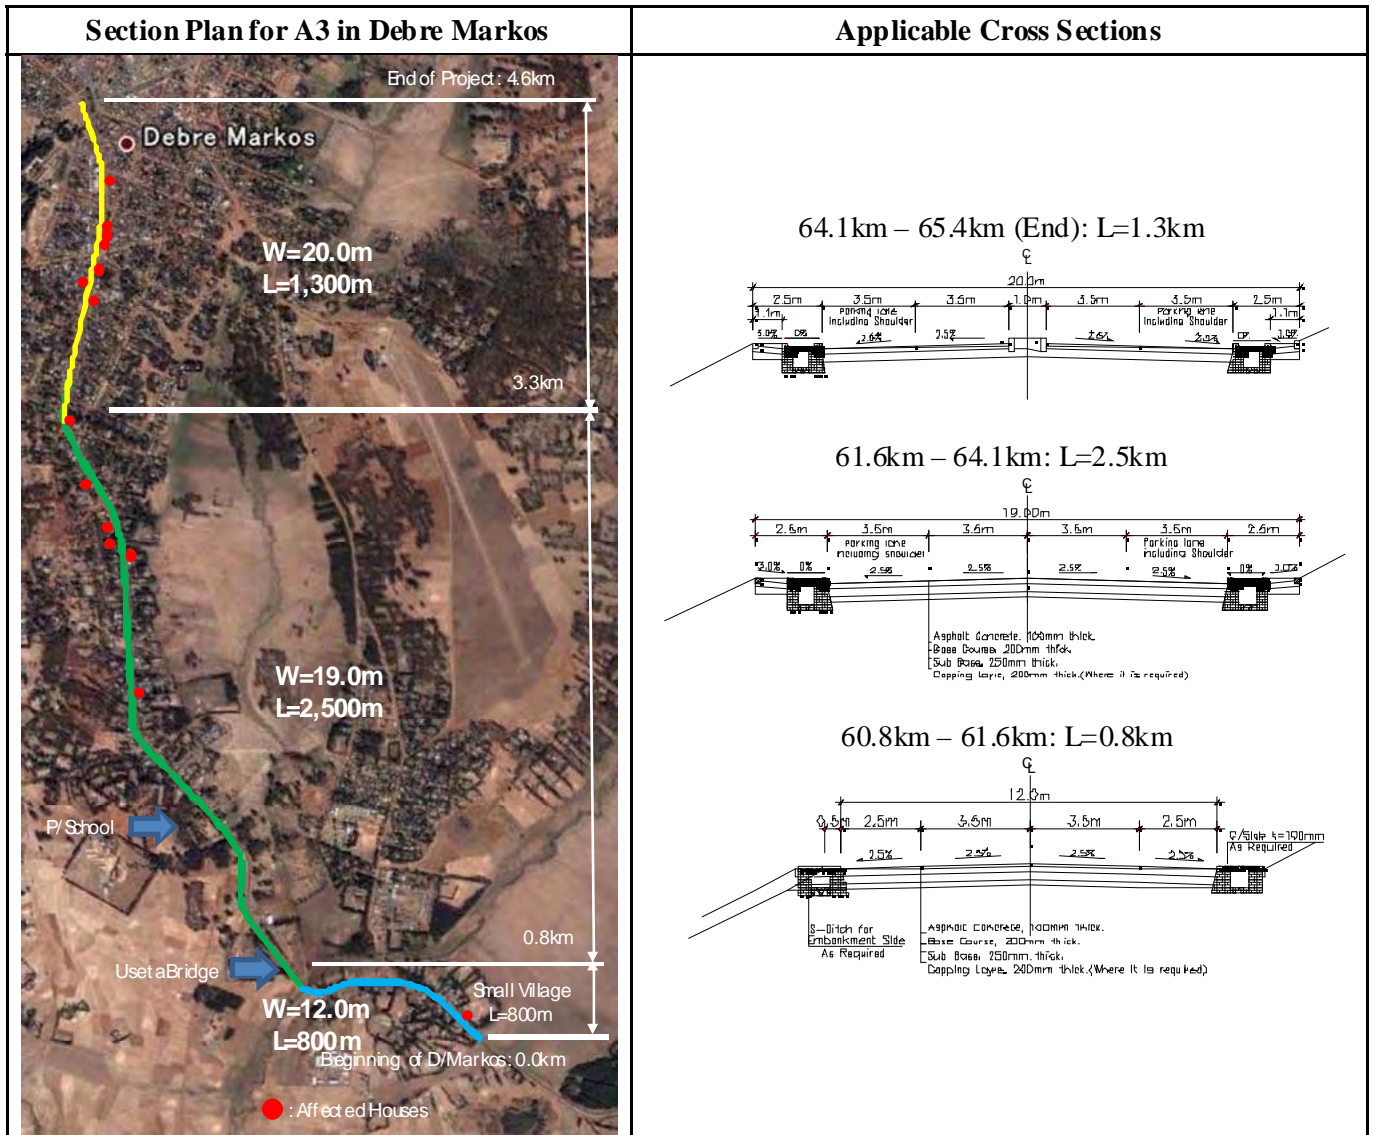 Section Plan for A3 in Debre Markos
End of Project: 4.6km
Debre Markos
W=20.0m
L=1,300m
3.3km
W=19.0m
L=2,500m
P/School
0.8km
Useta Bridge
Small Village
L=800m
W=12.0m
L=800m
Beginning of D/Markos: 0.0km
: Affected Houses
Applicable Cross Sections
64.1km – 65.4km (End): L=1.3km
20.0m
2.5m 3.5m 3.5m 1.0m 3.5m 3.5m 2.5m
1.1m Parking lane Parking lane 1.1m
Including Shoulder Including Shoulder
3.0% 0% 2.5% 2.5% 2.5% 2.5% 0% 3.0%
61.6km – 64.1km: L=2.5km
19.00m
2.5m 3.5m 3.5m 3.5m 3.5m 2.5m
Parking lane Parking lane
including shoulder including Shoulder
3.0% 0% 2.5% 2.5% 2.5% 2.5% 0% 3.0%
Asphalt Concrete, 100mm thick.
Base Course, 200mm thick.
Sub Base, 250mm thick.
Capping Layer, 200mm thick.(Where it is required)
60.8km – 61.6km: L=0.8km
12.0m
0.5m 2.5m 3.5m 3.5m 2.5m
2.5% 2.5% 2.5% 2.5%
As Required
S-Ditch for
Embankment Side
As Required
Asphalt Concrete, 100mm thick.
Base Course, 200mm thick.
Sub Base, 250mm thick.
Capping Layer, 200mm thick.(Where it is required)